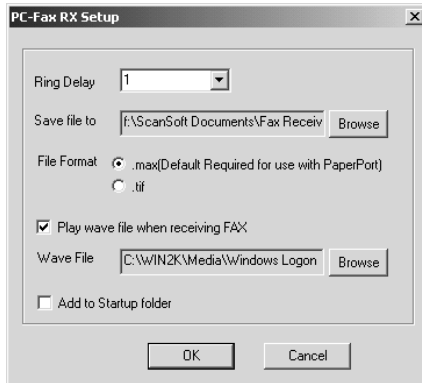 PC-Fax RX Setup
Ring Delay 1
Save file to f:\ScanSoft Documents\Fax Receiv Browse
File Format .max(Default Required for use with PaperPort)
.tif
Play wave file when receiving FAX
Wave File C:\WIN2K\Media\Windows Logon Browse
Add to Startup folder
OK Cancel